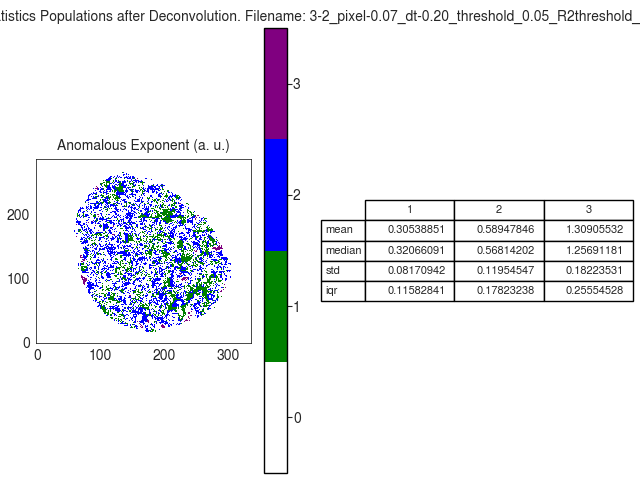 tistics Populations after Deconvolution. Filename: 3-2_pixel-0.07_dt-0.20_threshold_0.05_R2threshold_
Anomalous Exponent (a. u.)
200
100
0
0 100 200 300
3
2
1
0
1 2 3
mean 0.30538851 0.58947846 1.30905532
median 0.32066091 0.56814202 1.25691181
std 0.08170942 0.11954547 0.18223531
iqr 0.11582841 0.17823238 0.25554528